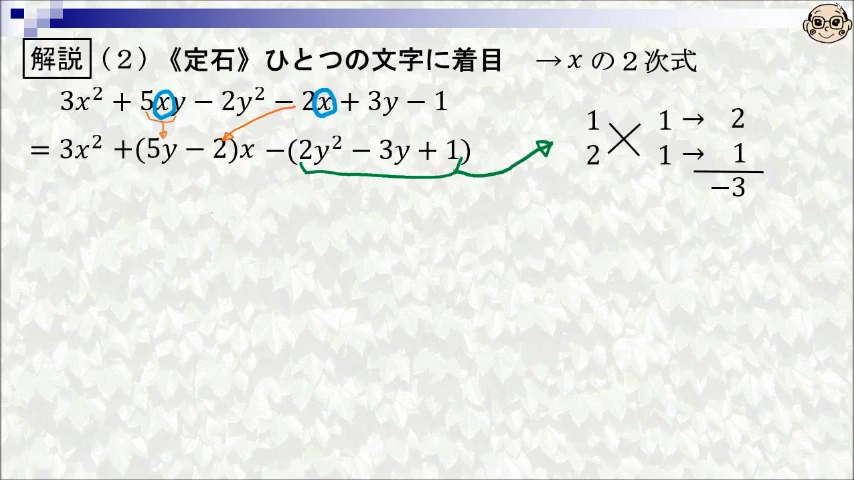 解説 (２)《定石》ひとつの文字に着目 → x の２次式
3x² + 5xy − 2y² − 2x + 3y − 1
= 3x² +(5y − 2)x −(2y² − 3y + 1)
1 1 → 2
2 1 → 1
−3